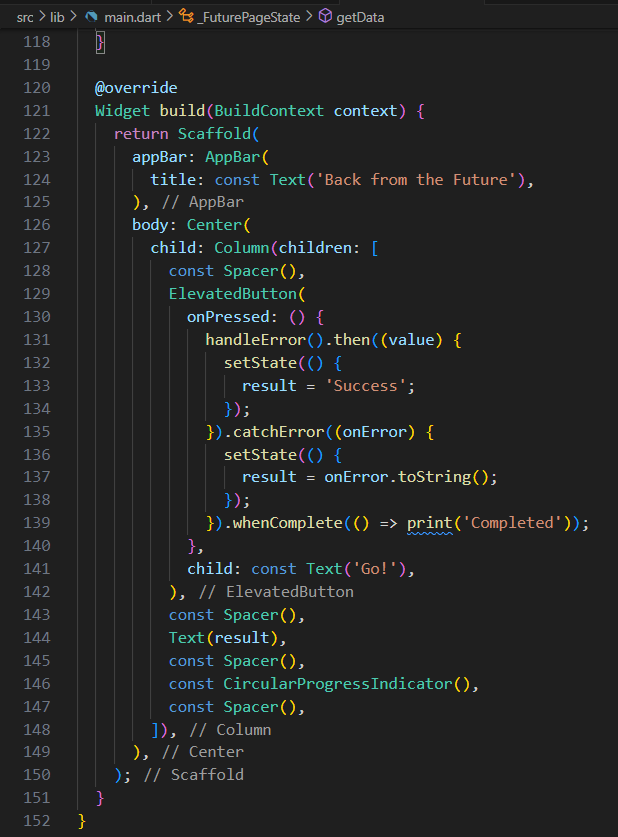 src > lib > main.dart > _FuturePageState > getData
118 }
119
120 @override
121 Widget build(BuildContext context) {
122 return Scaffold(
123 appBar: AppBar(
124 title: const Text('Back from the Future'),
125 ), // AppBar
126 body: Center(
127 child: Column(children: [
128 const Spacer(),
129 ElevatedButton(
130 onPressed: () {
131 handleError().then((value) {
132 setState(() {
133 result = 'Success';
134 });
135 }).catchError((onError) {
136 setState(() {
137 result = onError.toString();
138 });
139 }).whenComplete(() => print('Completed'));
140 },
141 child: const Text('Go!'),
142 ), // ElevatedButton
143 const Spacer(),
144 Text(result),
145 const Spacer(),
146 const CircularProgressIndicator(),
147 const Spacer(),
148 ]), // Column
149 ), // Center
150 ); // Scaffold
151 }
152 }